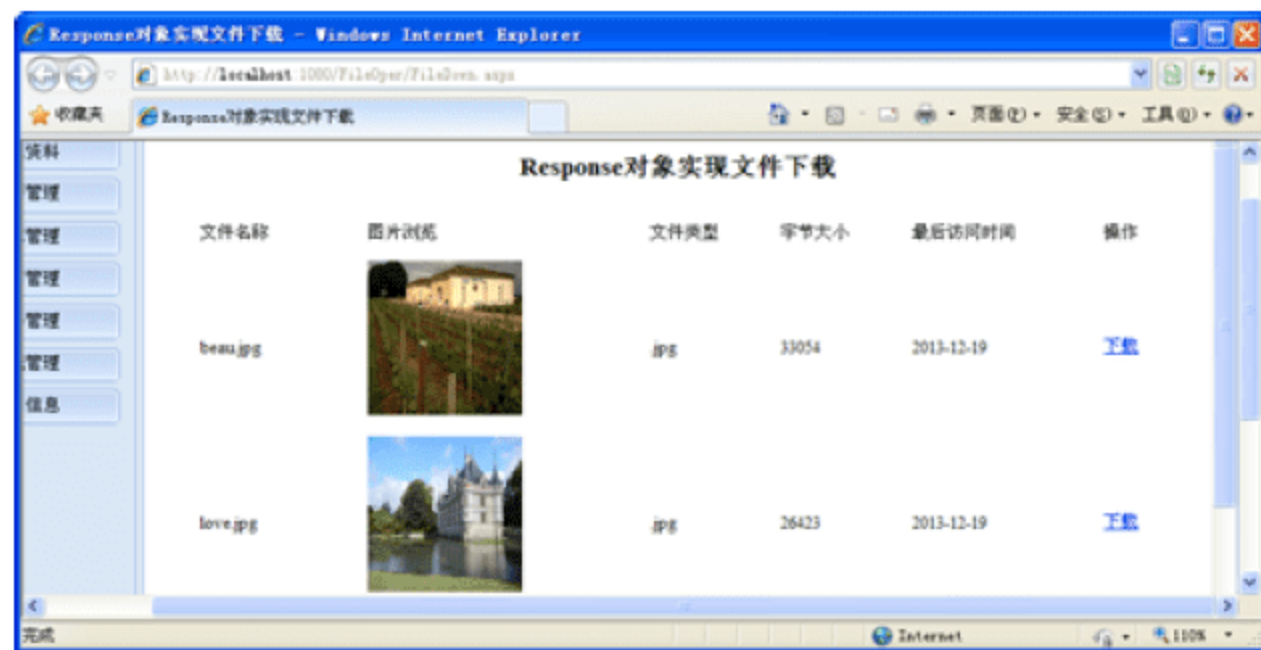 Response对象实现文件下载 - Windows Internet Explorer
http://localhost:1000/FileOper/FileDown.aspx
收藏夹
Response对象实现文件下载
页面(P)
安全(S)
工具(O)
资料
Response对象实现文件下载
管理
管理
管理
管理
管理
信息
文件名称 图片浏览 文件类型 字节大小 最后访问时间 操作
beau.jpg .jpg 33054 2013-12-19 下载
love.jpg .jpg 26423 2013-12-19 下载
完成
Internet
110%